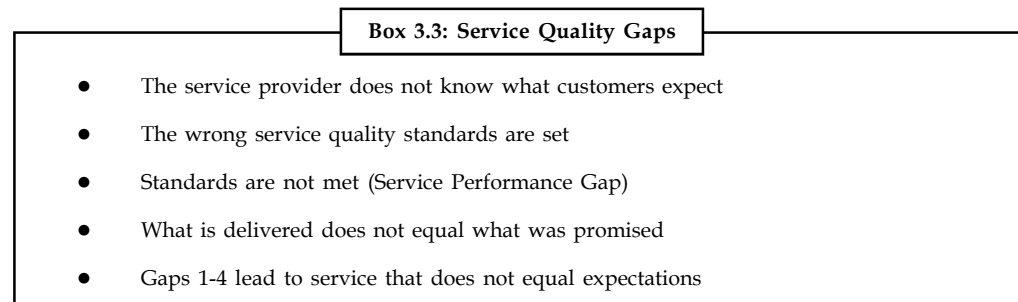 Box 3.3: Service Quality Gaps
● The service provider does not know what customers expect
● The wrong service quality standards are set
● Standards are not met (Service Performance Gap)
● What is delivered does not equal what was promised
● Gaps 1-4 lead to service that does not equal expectations